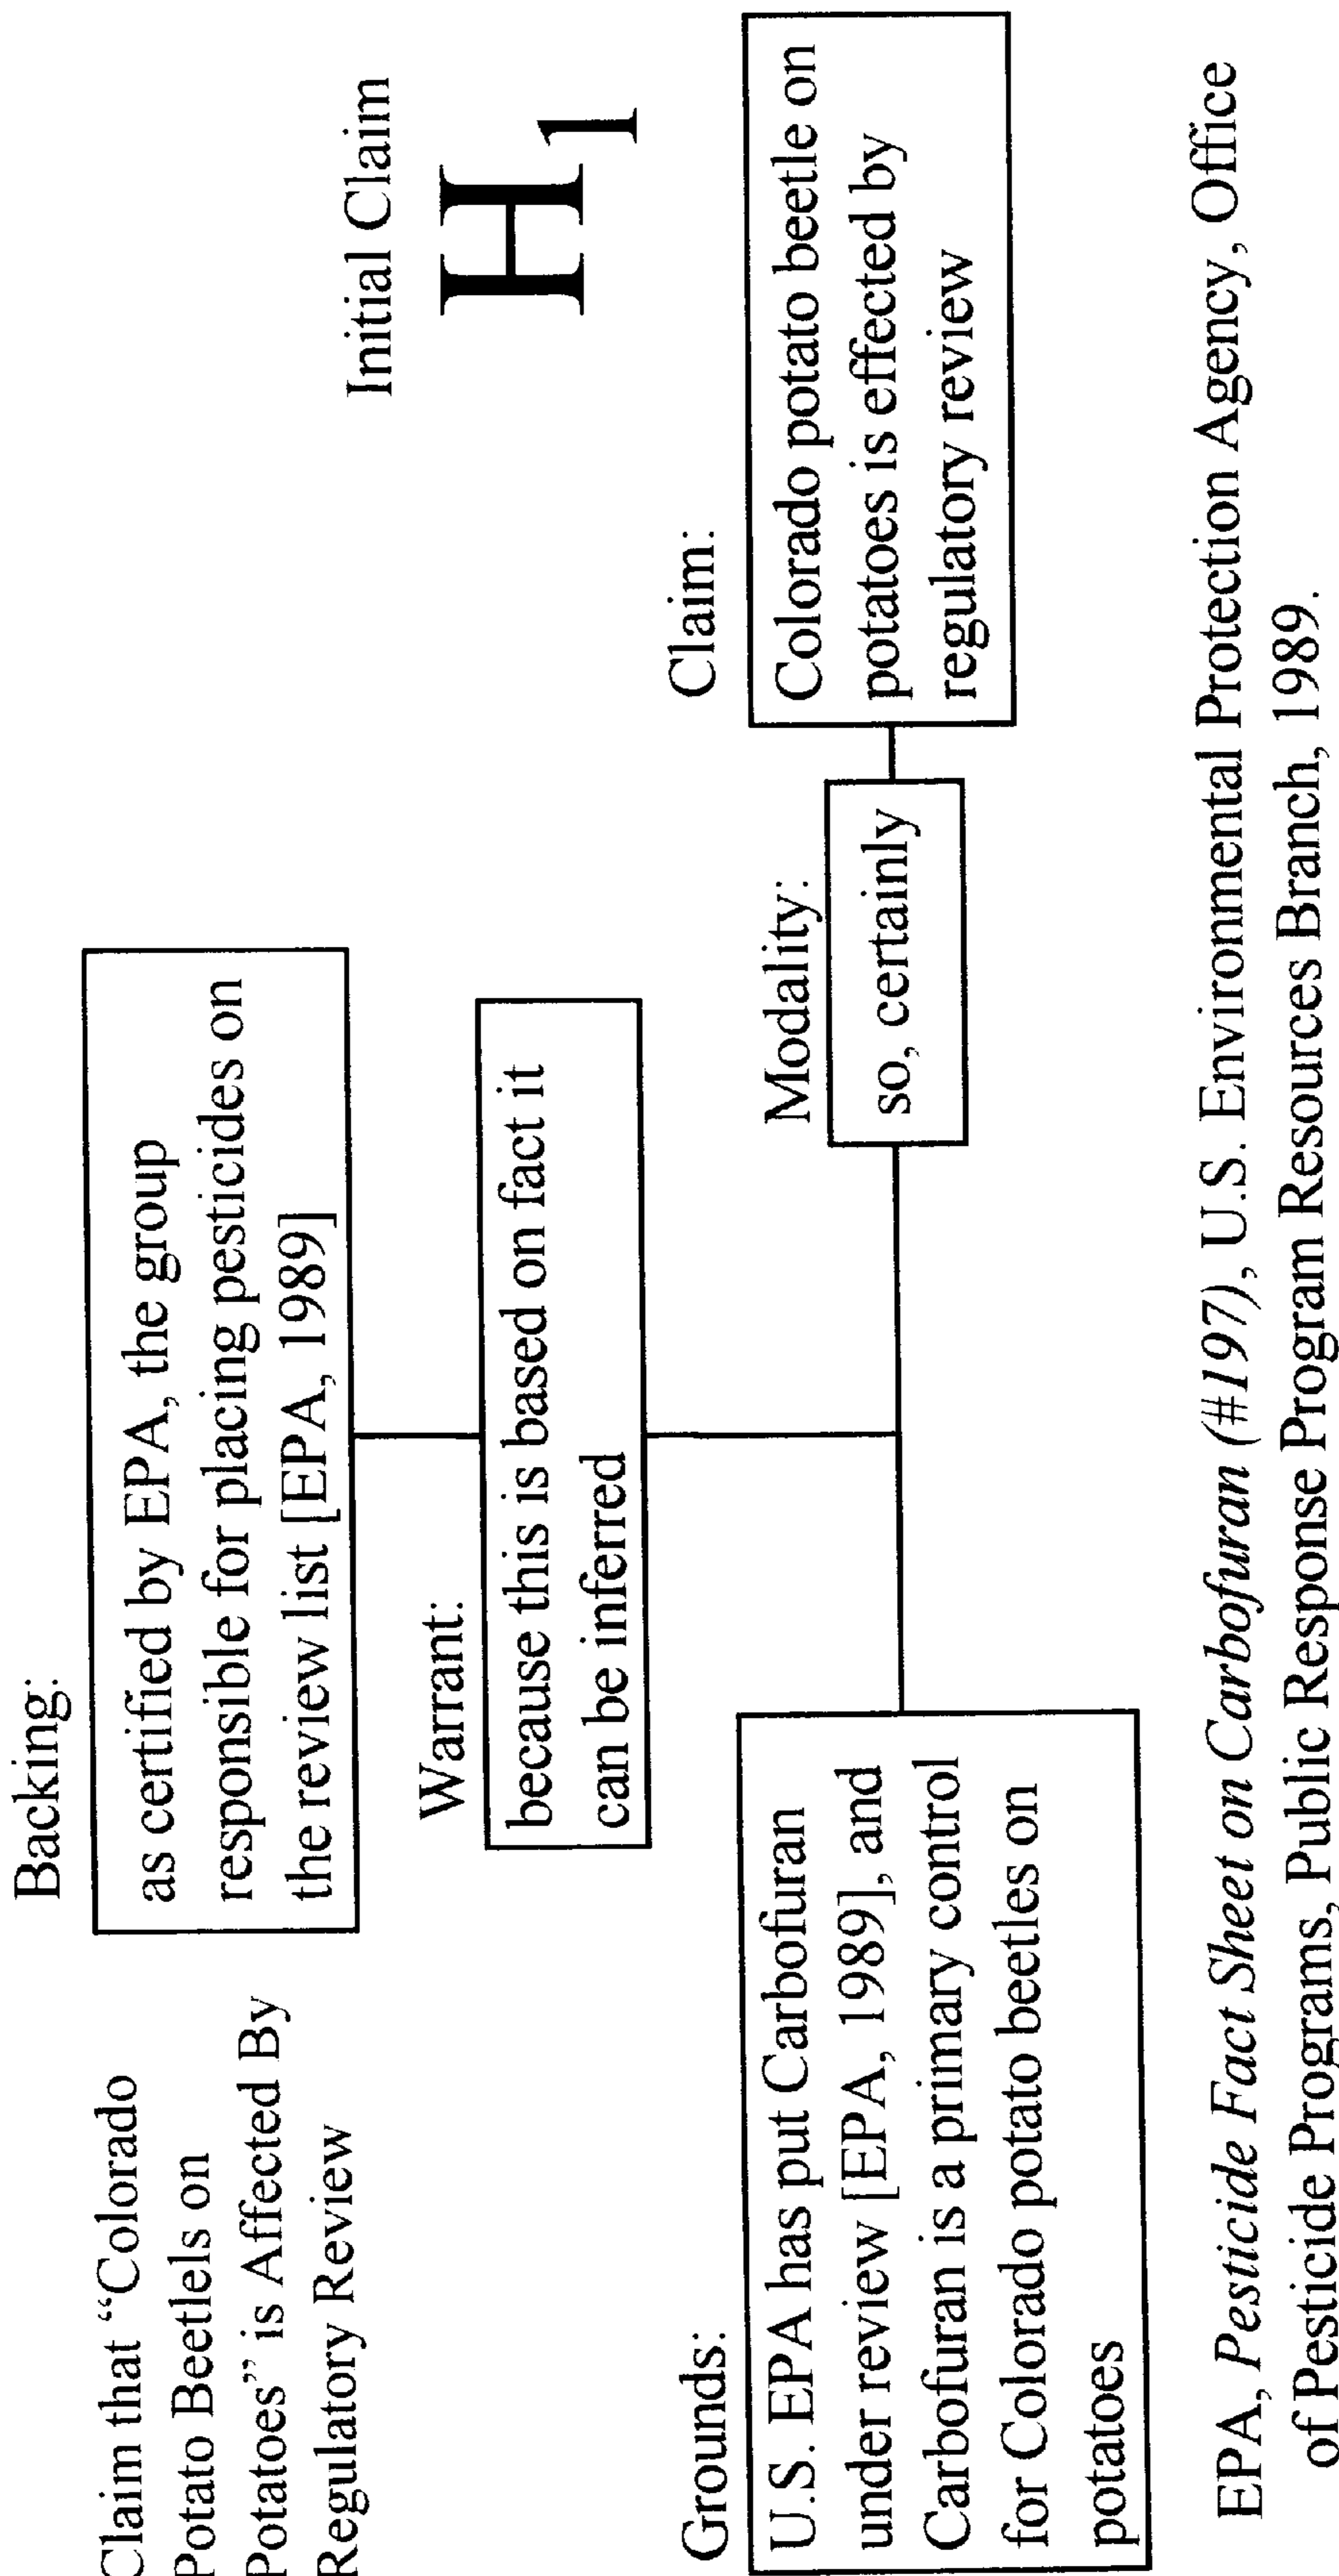 Claim that “Colorado
Potato Beetlels on
Potatoes” is Affected By
Regulatory Review
Backing:
as certified by EPA, the group
responsible for placing pesticides on
the review list [EPA, 1989]
Initial Claim
H1
Warrant:
because this is based on fact it
can be inferred
Grounds:
U.S. EPA has put Carbofuran
under review [EPA, 1989], and
Carbofuran is a primary control
for Colorado potato beetles on
potatoes
Modality:
so, certainly
Claim:
Colorado potato beetle on
potatoes is effected by
regulatory review
EPA, Pesticide Fact Sheet on Carbofuran (#197), U.S. Environmental Protection Agency, Office
of Pesticide Programs, Public Response Program Resources Branch, 1989.